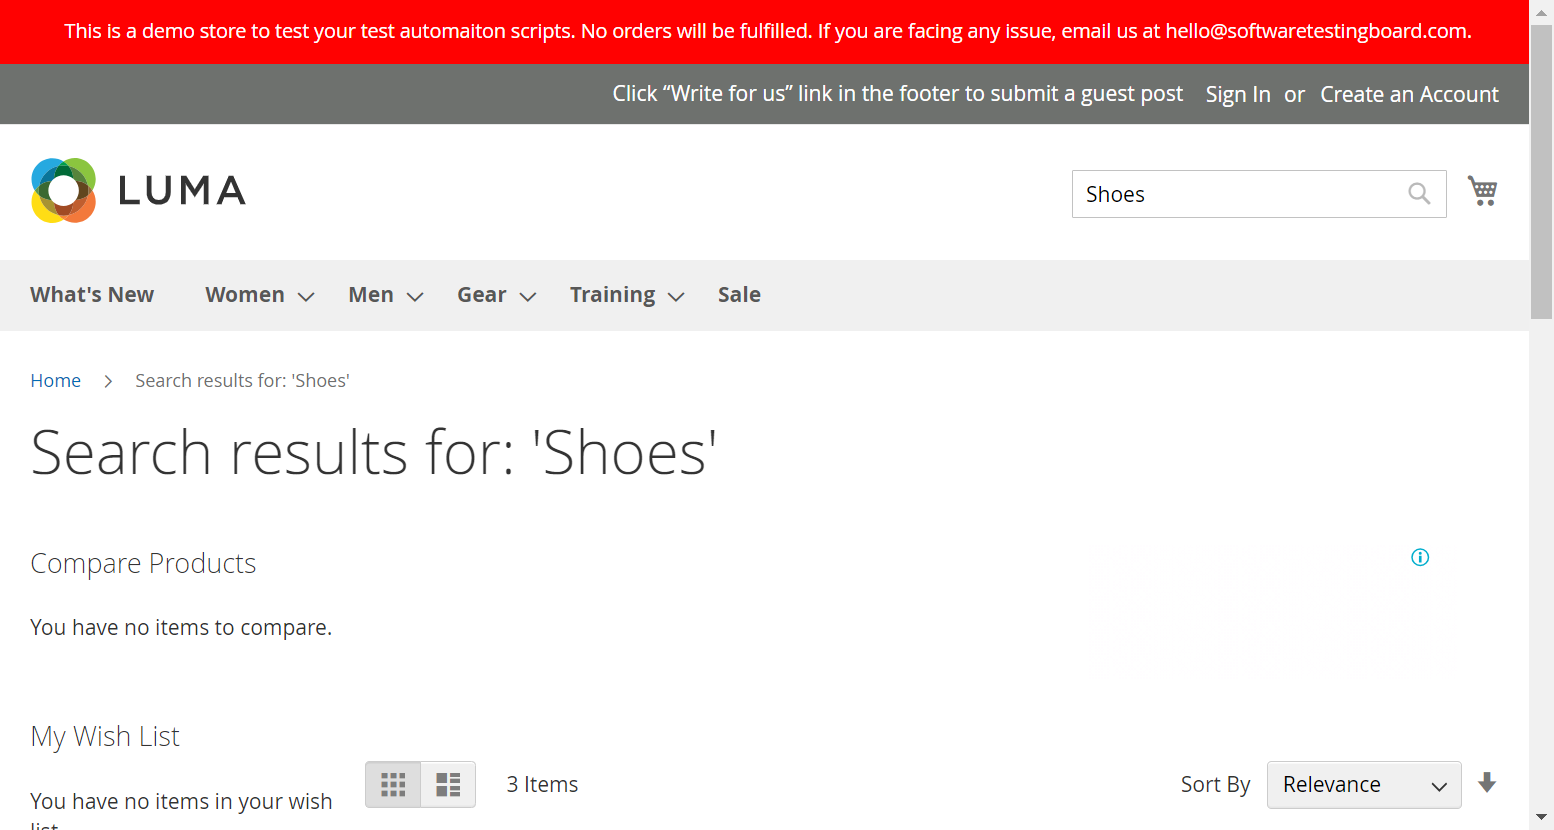 This is a demo store to test your test automaiton scripts. No orders will be fulfilled. If you are facing any issue, email us at hello@softwaretestingboard.com.
Click “Write for us” link in the footer to submit a guest post Sign In or Create an Account
LUMA
Shoes
What's New Women Men Gear Training Sale
Home Search results for: 'Shoes'
Search results for: 'Shoes'
Compare Products
You have no items to compare.
My Wish List
3 Items Sort By Relevance
You have no items in your wish
list.